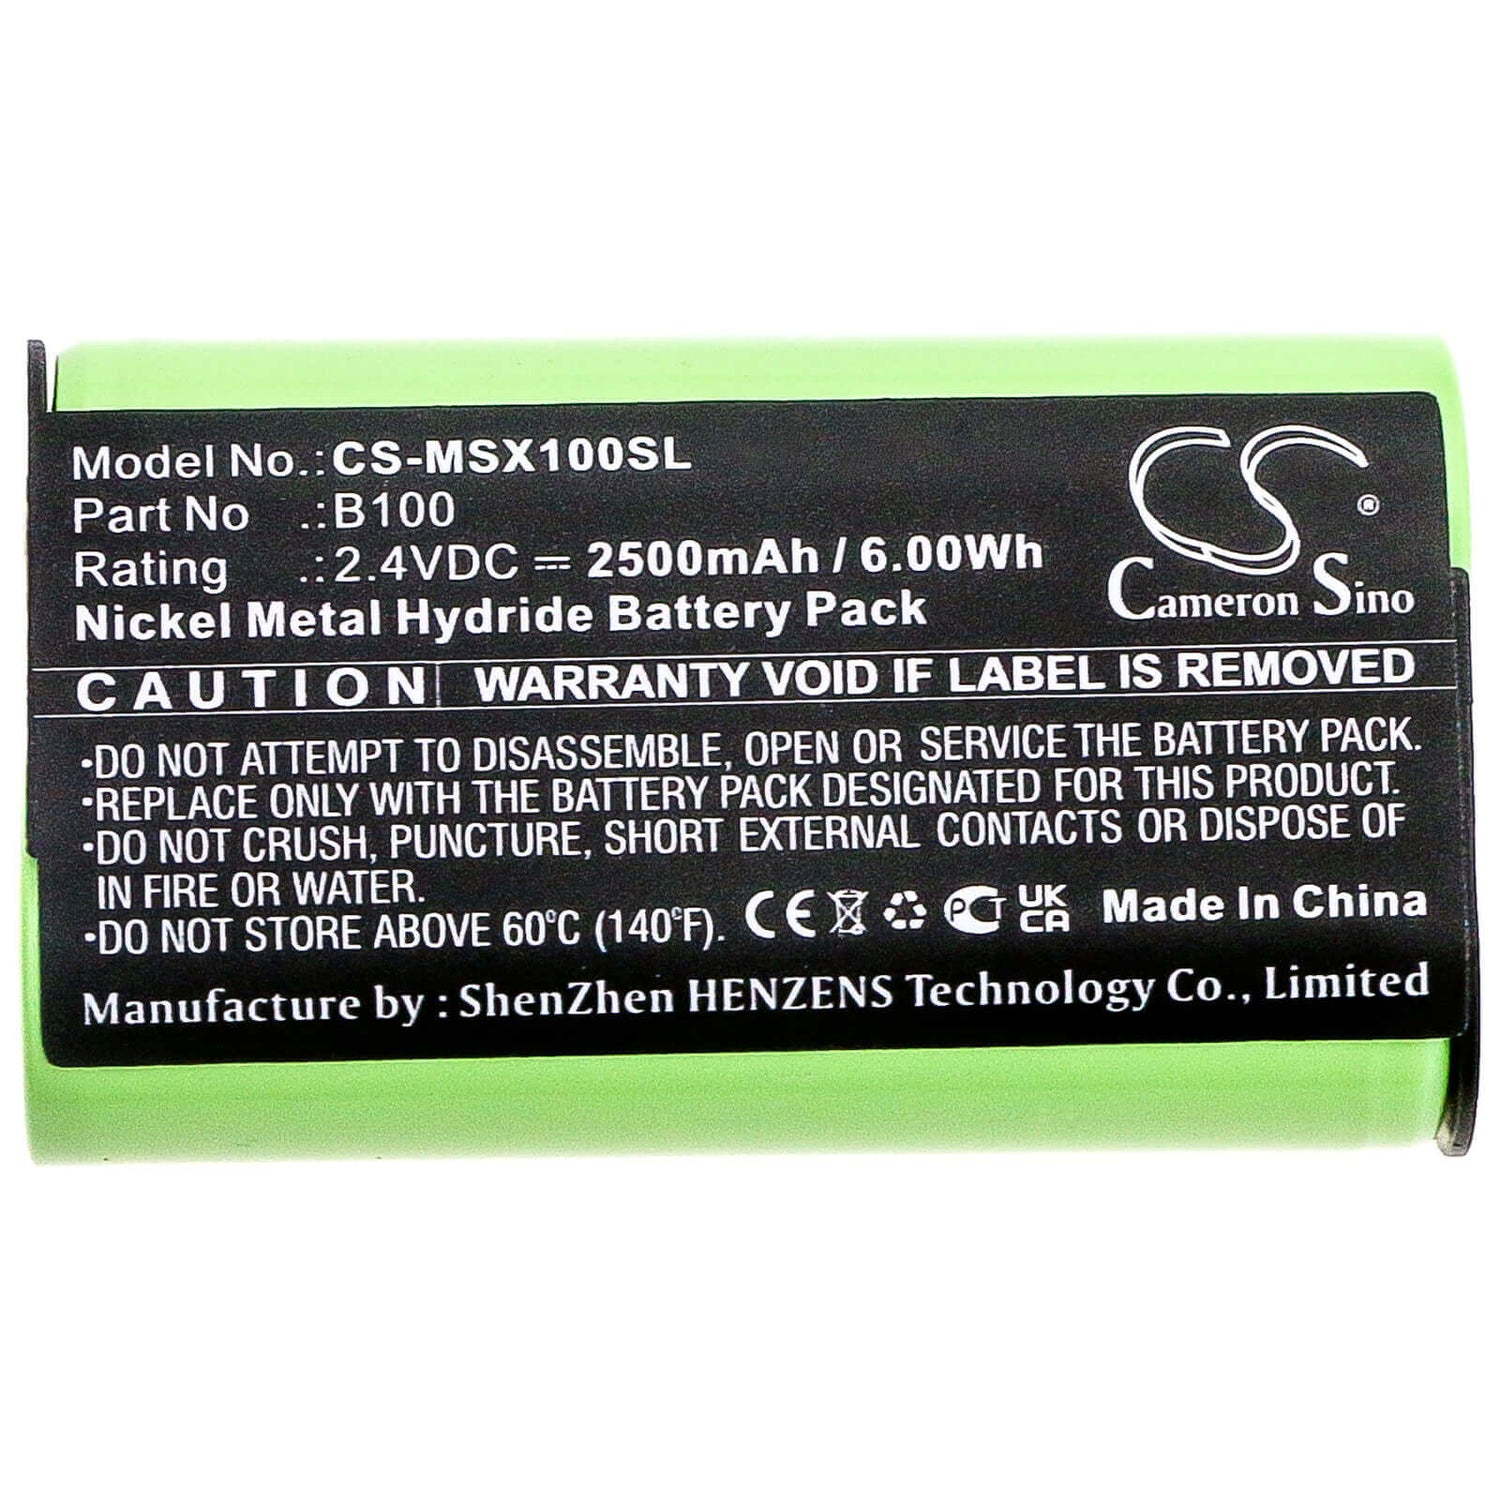 Model No.:CS-MSX100SL
Part No .:B100
Rating .:2.4VDC ⎓ 2500mAh / 6.00Wh
Nickel Metal Hydride Battery Pack
CS ®
Cameron Sino
CAUTION WARRANTY VOID IF LABEL IS REMOVED
•DO NOT ATTEMPT TO DISASSEMBLE, OPEN OR SERVICE THE BATTERY PACK.
•REPLACE ONLY WITH THE BATTERY PACK DESIGNATED FOR THIS PRODUCT.
•DO NOT CRUSH, PUNCTURE, SHORT EXTERNAL CONTACTS OR DISPOSE OF
IN FIRE OR WATER.
•DO NOT STORE ABOVE 60°C (140°F). CE PCT UK CA Made In China
Manufacture by : ShenZhen HENZENS Technology Co., Limited